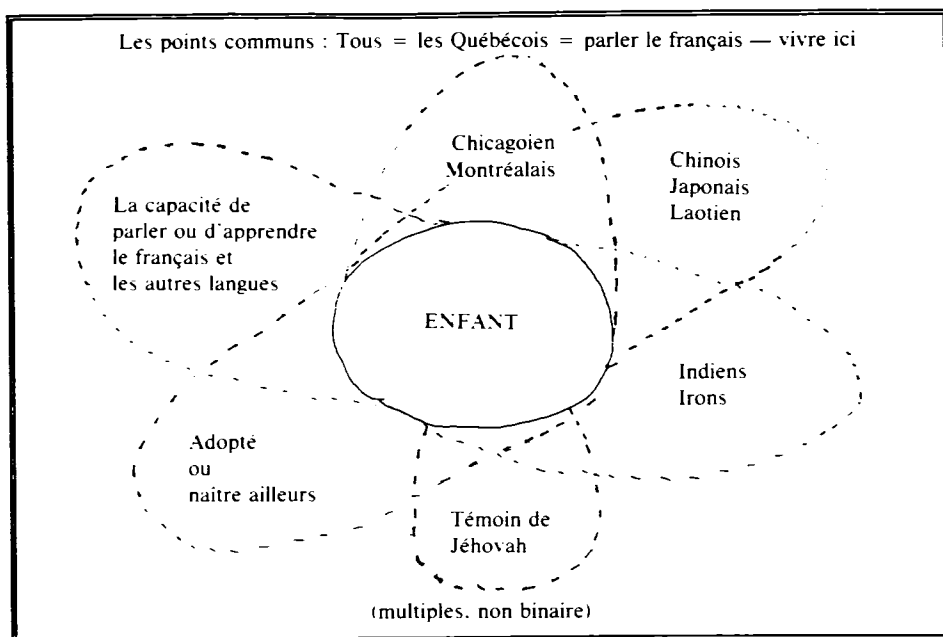 Les points communs : Tous = les Québécois = parler le français — vivre ici
Chicagoien
Montréalais
Chinois
Japonais
Laotien
La capacité de
parler ou d'apprendre
le français et
les autres langues
ENFANT
Indiens
Irons
Adopté
ou
naître ailleurs
Témoin de
Jéhovah
(multiples. non binaire)